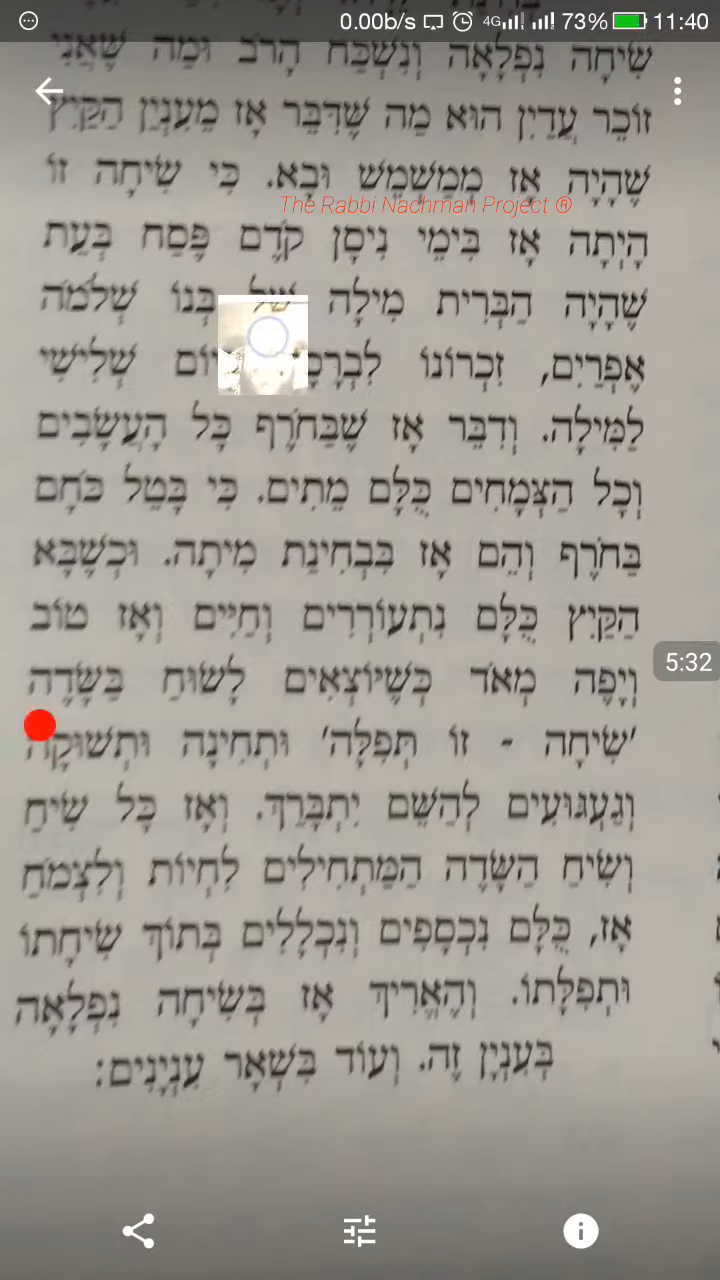 0.00b/s 4G 73% 11:40
שִׂיחָה נִפְלָאָה וְנִשְׁכַּח הָרֹב וּמַה שֶּׁאֲנִי
זוֹכֵר עֲדַיִן הוּא מַה שֶּׁדִּבֵּר אָז מֵעִנְיַן הַקַּיִץ
שֶׁהָיָה אָז מְמַשְׁמֵשׁ וּבָא. כִּי שִׂיחָה זוֹ
The Rabbi Nachman Project ®
הָיְתָה אָז בִּימֵי נִיסָן קֹדֶם פֶּסַח בְּעֵת
שֶׁהָיָה הַבְּרִית מִילָה שֶׁל בְּנוֹ שְׁלֹמֹה
אֶפְרַיִם, זִכְרוֹנוֹ לִבְרָכָה יוֹם שְׁלִישִׁי
לַמִּילָה. וְדִבֵּר אָז שֶׁבַּחֹרֶף כָּל הָעֲשָׂבִים
וְכָל הַצְּמָחִים כֻּלָּם מֵתִים. כִּי בָּטֵל כֹּחָם
בַּחֹרֶף וְהֵם אָז בִּבְחִינַת מִיתָה. וּכְשֶׁבָּא
הַקַּיִץ כֻּלָּם נִתְעוֹרְרִים וְחַיִּים וְאָז טוֹב
וְיָפֶה מְאֹד כְּשֶׁיּוֹצְאִים לָשׂוּחַ בַּשָּׂדֶה
5:32
'שִׂיחָה - זוֹ תְּפִלָּה' וּתְחִינָה וּתְשׁוּקָה
וְגַעְגּוּעִים לְהַשֵּׁם יִתְבָּרַךְ. וְאָז כָּל שִׂיחַ
וְשִׂיחַ הַשָּׂדֶה הַמַּתְחִילִים לִחְיוֹת וְלִצְמֹחַ
אָז, כֻּלָּם נִכְסָפִים וְנִכְלָלִים בְּתוֹךְ שִׂיחָתוֹ
וּתְפִלָּתוֹ. וְהֶאֱרִיךְ אָז בְּשִׂיחָה נִפְלָאָה
בְּעִנְיָן זֶה. וְעוֹד בִּשְׁאָר עִנְיָנִים: